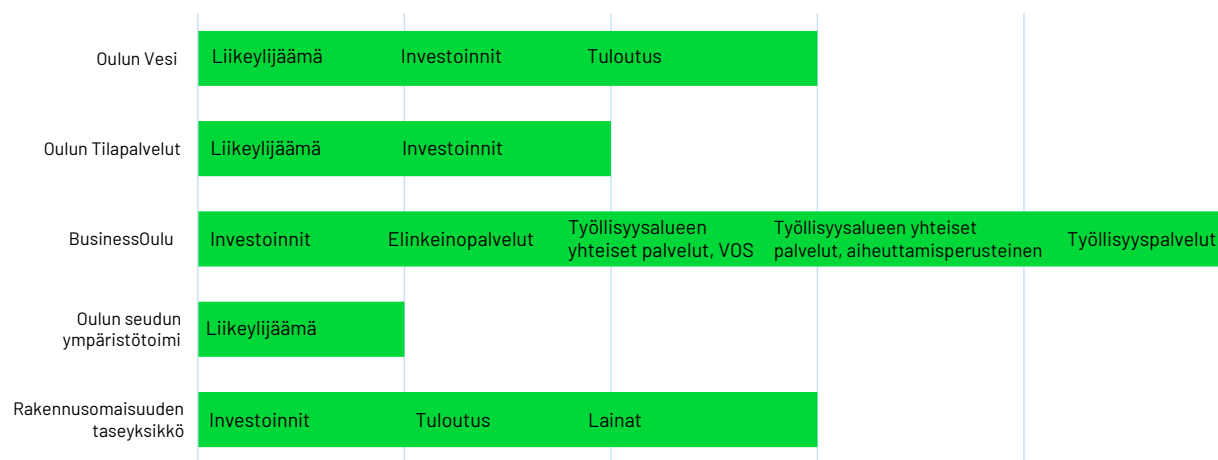 Oulun Vesi
Liikeylijäämä
Investoinnit
Tuloutus
Oulun Tilapalvelut
Liikeylijäämä
Investoinnit
BusinessOulu
Investoinnit
Elinkeinopalvelut
Työllisyysalueen
yhteiset palvelut, VOS
Työllisyysalueen yhteiset
palvelut, aiheuttamisperusteinen
Työllisyyspalvelut
Oulun seudun
ympäristötoimi
Liikeylijäämä
Rakennusomaisuuden
taseyksikkö
Investoinnit
Tuloutus
Lainat